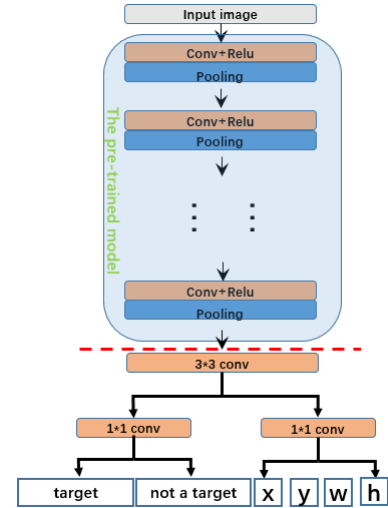 Input image
Conv+Relu
Pooling
Conv+Relu
Pooling
The pre-trained model
Conv+Relu
Pooling
3*3 conv
1*1 conv
1*1 conv
target
not a target
x
y
w
h